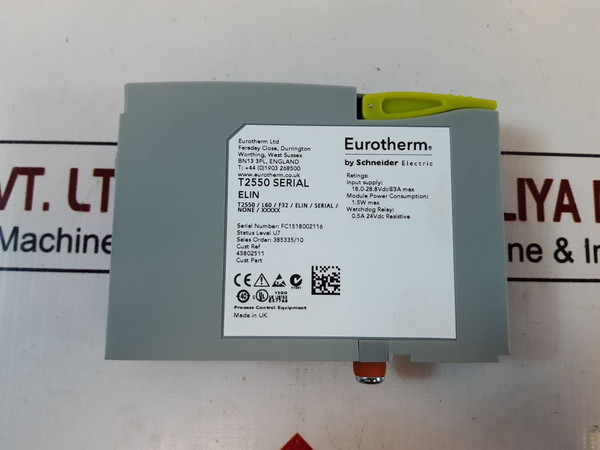 Eurotherm Ltd
Faraday Close, Durrington
Worthing, West Sussex
BN13 3PL, ENGLAND
T: +44 (0)1903 268500
www.eurotherm.co.uk
T2550 SERIAL
ELIN
T2550 / L60 / F32 / ELIN / SERIAL /
NONE / XXXXX
Serial Number: FC1518002116
Status Level U7
Sales Order: 385335/10
Cust Ref
45802511
Cust Part
Process Control Equipment
Made in UK
Eurotherm
by Schneider Electric
Ratings:
Input supply:
18.0-28.8Vdc@3A max
Module Power Consumption:
1.5W max
Watchdog Relay:
0.5A 24Vdc Resistive
VT. LT
Machine
LIYA
ne & In